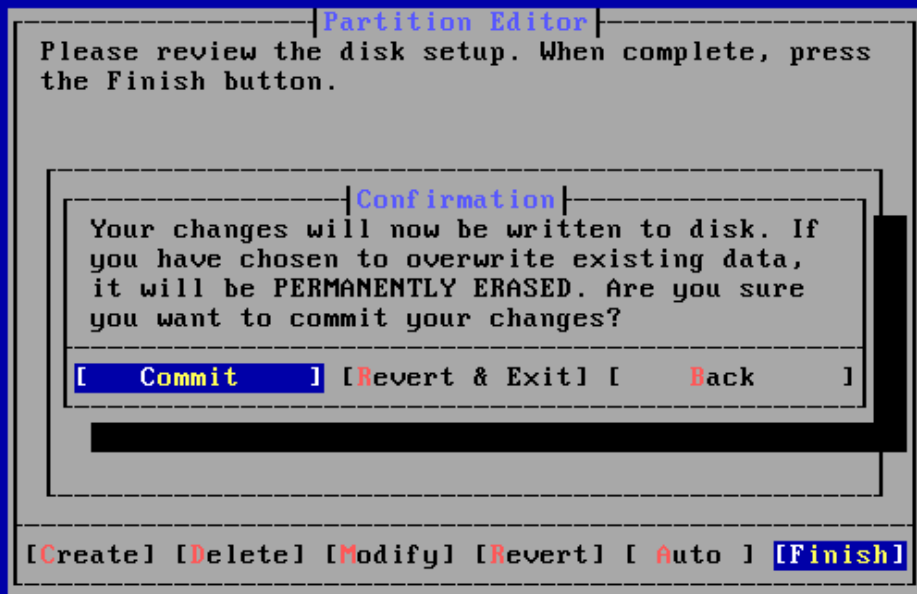 Partition Editor
Please review the disk setup. When complete, press
the Finish button.
Confirmation
Your changes will now be written to disk. If
you have chosen to overwrite existing data,
it will be PERMANENTLY ERASED. Are you sure
you want to commit your changes?
[ Commit ] [Revert & Exit] [ Back ]
[Create] [Delete] [Modify] [Revert] [ Auto ] [Finish]